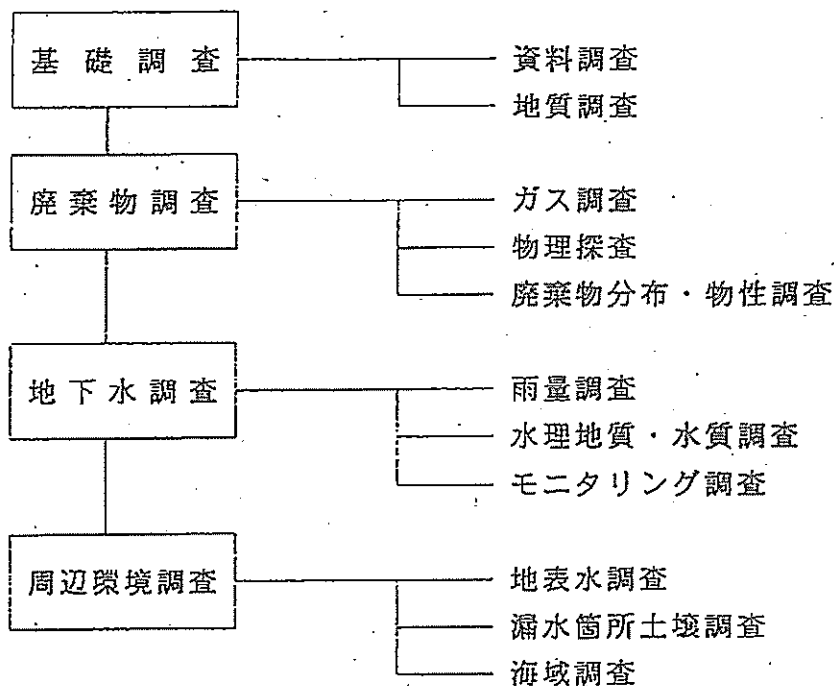 基礎調査
資料調査
地質調査
廃棄物調査
ガス調査
物理探査
廃棄物分布・物性調査
地下水調査
雨量調査
水理地質・水質調査
モニタリング調査
周辺環境調査
地表水調査
漏水箇所土壌調査
海域調査